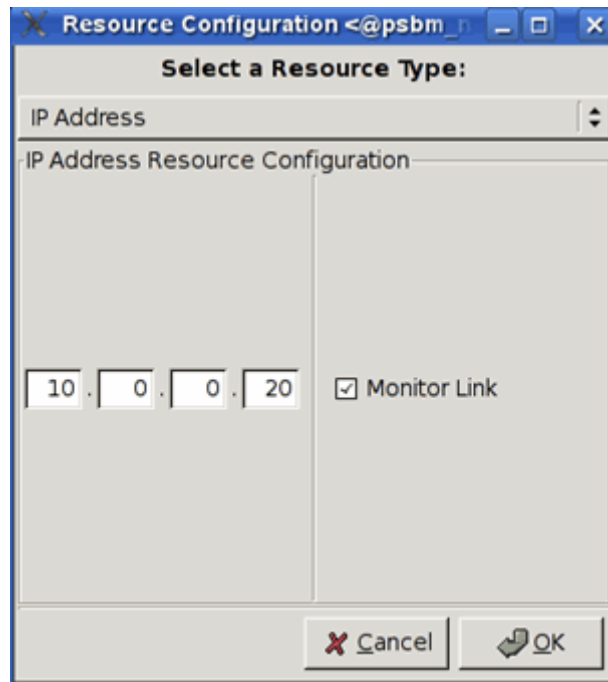 Resource Configuration <@psbm_
Select a Resource Type:
IP Address
IP Address Resource Configuration
10 . 0 . 0 . 20
Monitor Link
Cancel
OK